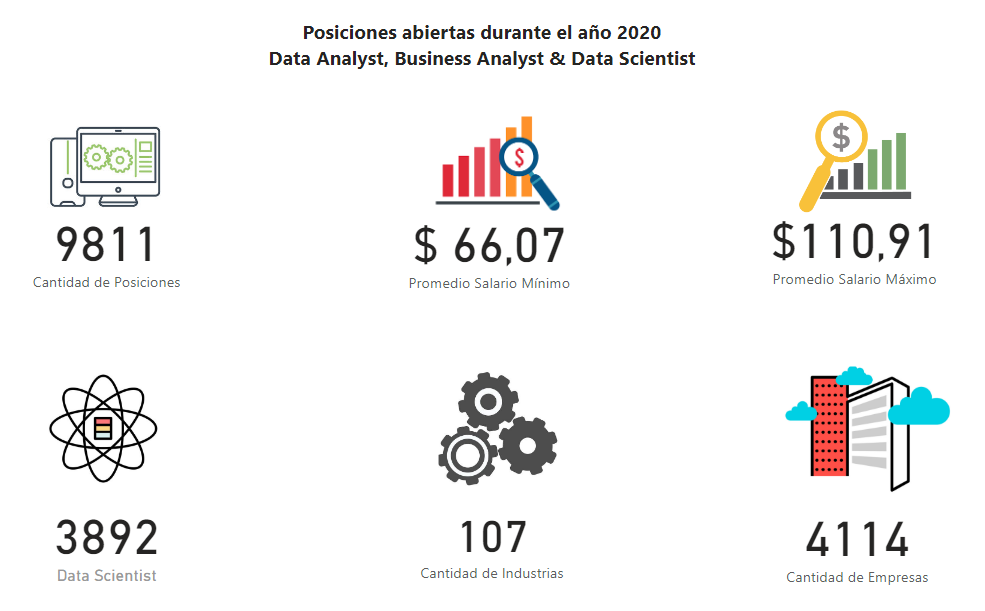 Posiciones abiertas durante el año 2020
Data Analyst, Business Analyst & Data Scientist
$
$
9811
$ 66,07
$110,91
Cantidad de Posiciones
Promedio Salario Mínimo
Promedio Salario Máximo
3892
107
4114
Data Scientist
Cantidad de Industrias
Cantidad de Empresas